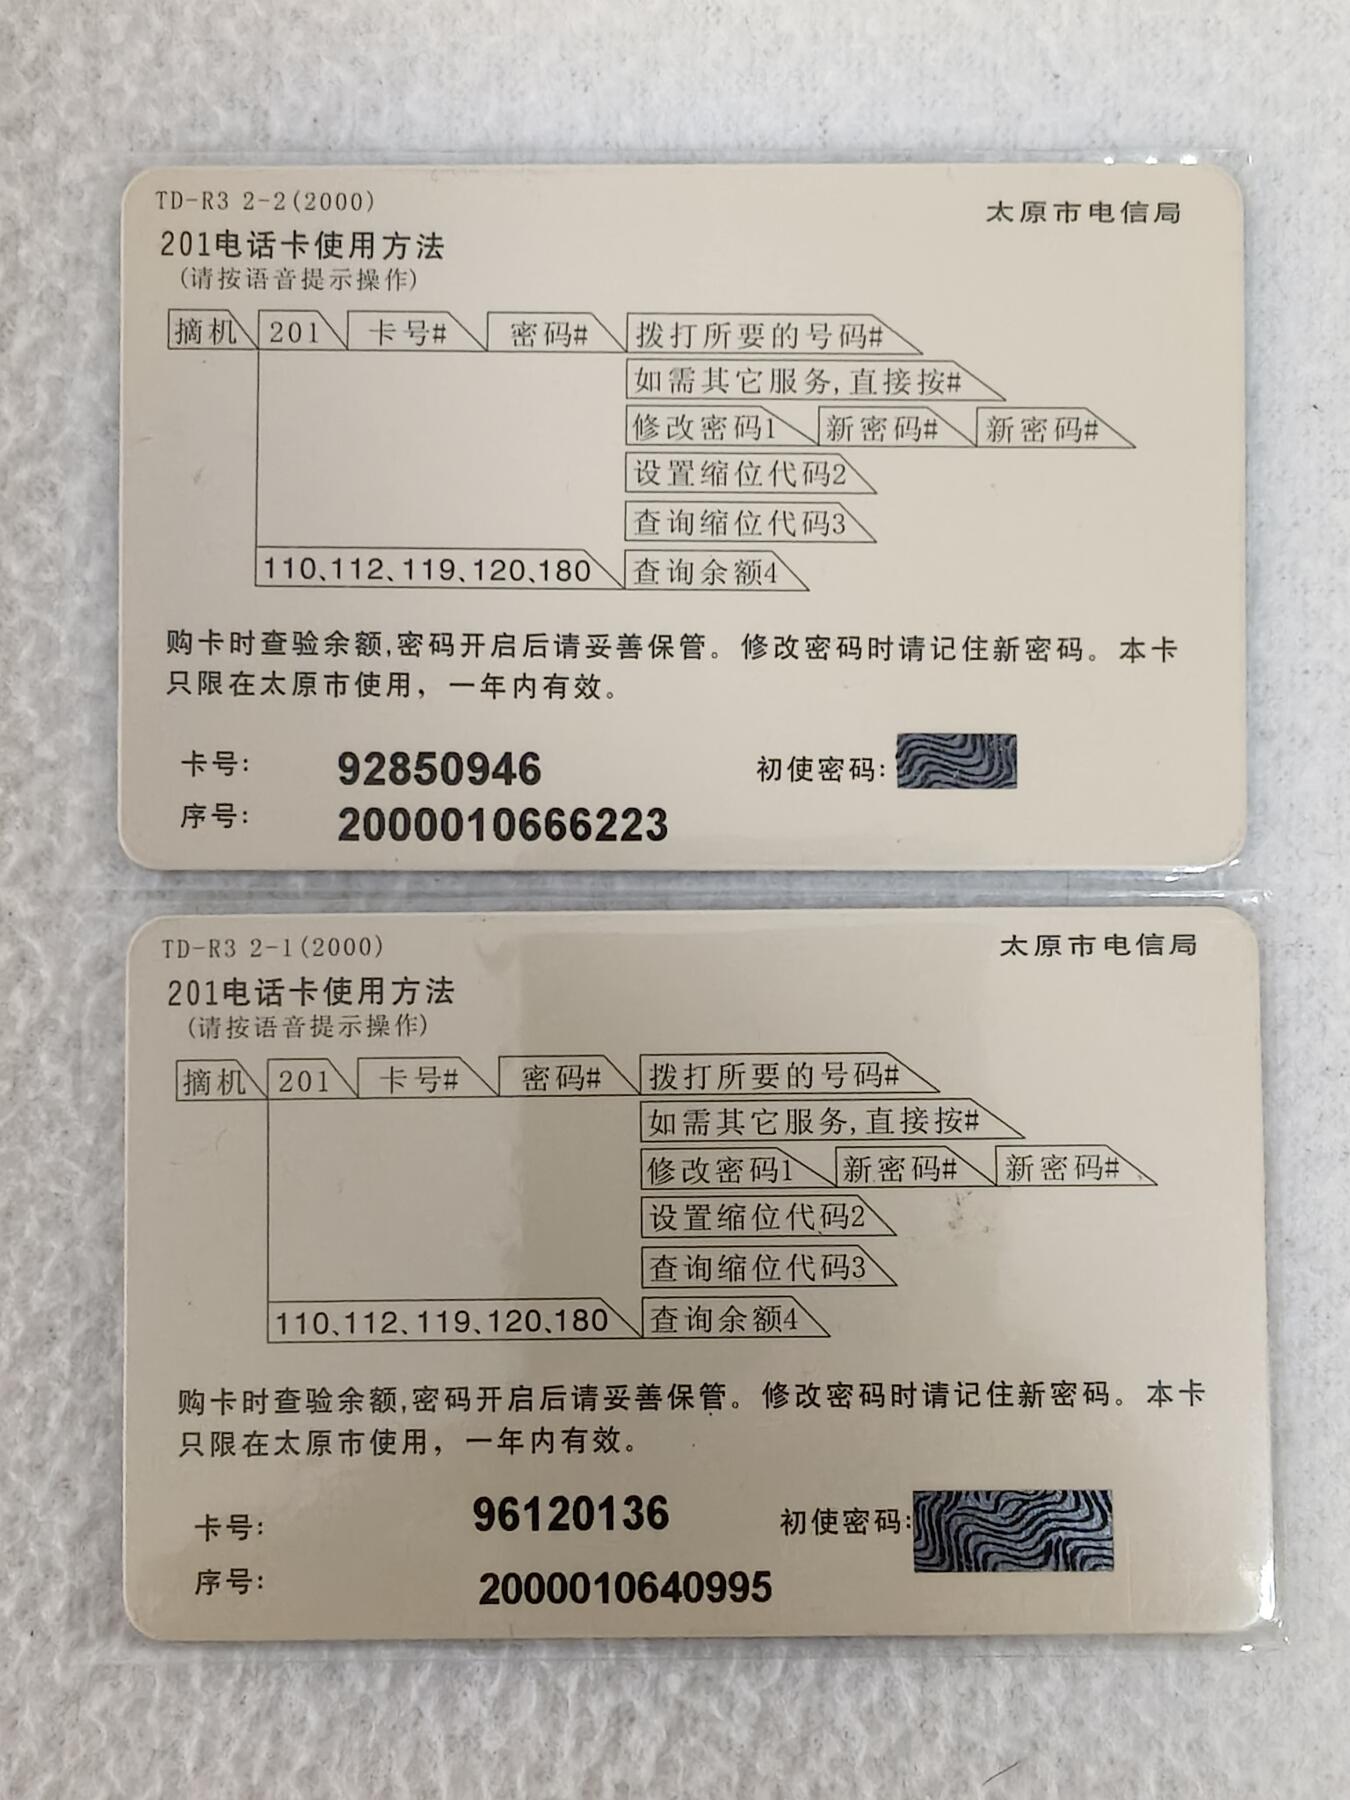 TD-R3 2-2(2000)
太原市电信局
201电话卡使用方法
(请按语音提示操作)
摘机 201 卡号# 密码# 拨打所要的号码#
如需其它服务,直接按#
修改密码1 新密码# 新密码#
设置缩位代码2
查询缩位代码3
110、112、119、120、180 查询余额4
购卡时查验余额,密码开启后请妥善保管。修改密码时请记住新密码。本卡
只限在太原市使用，一年内有效。
卡号: 92850946 初使密码:
序号: 2000010666223
TD-R3 2-1(2000)
太原市电信局
201电话卡使用方法
(请按语音提示操作)
摘机 201 卡号# 密码# 拨打所要的号码#
如需其它服务,直接按#
修改密码1 新密码# 新密码#
设置缩位代码2
查询缩位代码3
110、112、119、120、180 查询余额4
购卡时查验余额,密码开启后请妥善保管。修改密码时请记住新密码。本卡
只限在太原市使用，一年内有效。
卡号: 96120136 初使密码:
序号: 2000010640995